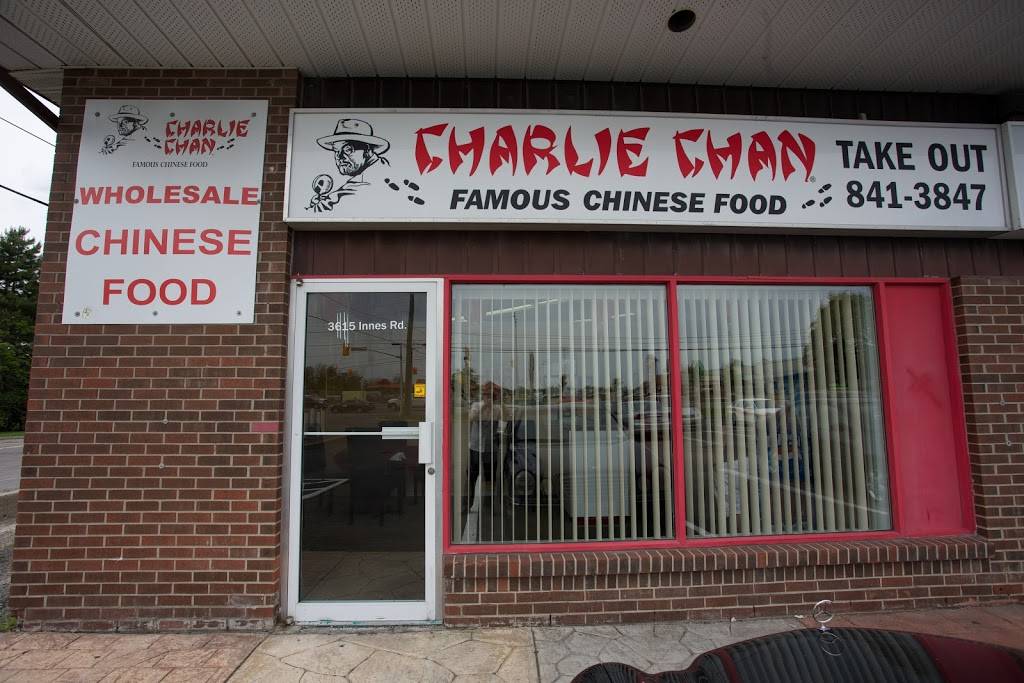 CHARLIE
CHAN
FAMOUS CHINESE FOOD
WHOLESALE
CHINESE
FOOD
CHARLIE CHAN®
FAMOUS CHINESE FOOD
TAKE OUT
841-3847
3615 Innes Rd.